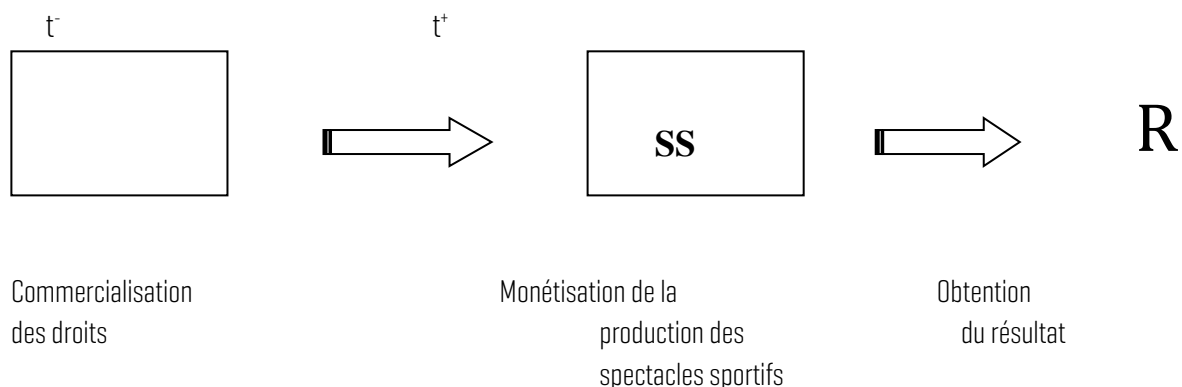 t⁻
t⁺
SS
R
Commercialisation
des droits
Monétisation de la
production des
spectacles sportifs
Obtention
du résultat